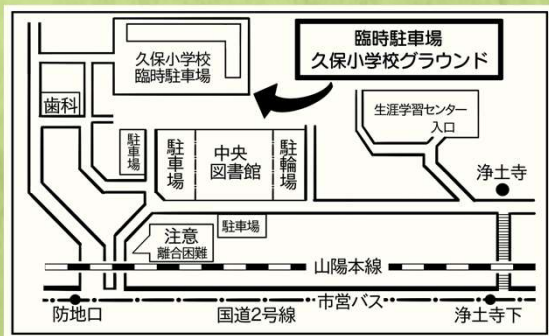 臨時駐車場
久保小学校グラウンド
久保小学校
臨時駐車場
歯科
駐車場
駐車場
中央
図書館
駐輪場
生涯学習センター
入口
浄土寺
注意
離合困難
駐車場
山陽本線
市営バス
防地口
国道2号線
浄土寺下